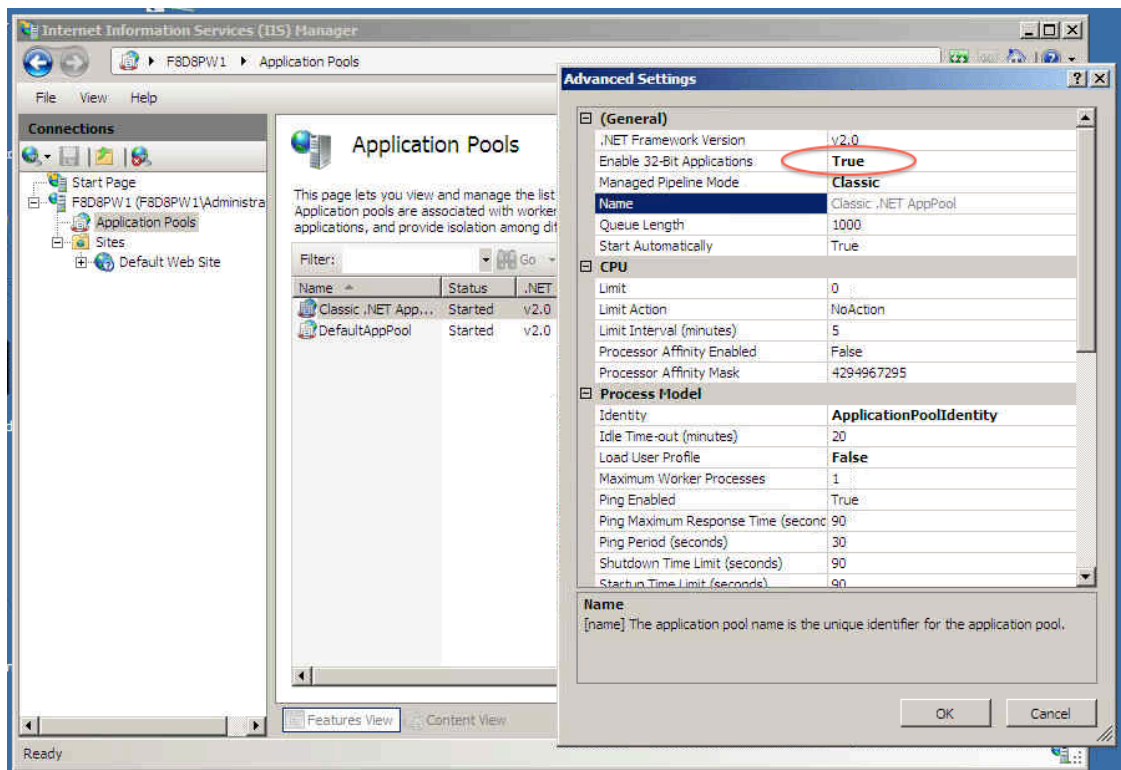 Internet Information Services (IIS) Manager
F8D8PW1 Application Pools
File View Help
Connections
Start Page
F8D8PW1 (F8D8PW1\Administra
Application Pools
Sites
Default Web Site
Application Pools
This page lets you view and manage the list
Application pools are associated with worker
applications, and provide isolation among dif
Filter: Go
Name Status .NET
Classic .NET App... Started v2.0
DefaultAppPool Started v2.0
Features View Content View
Ready
Advanced Settings
(General)
.NET Framework Version v2.0
Enable 32-Bit Applications True
Managed Pipeline Mode Classic
Name Classic .NET AppPool
Queue Length 1000
Start Automatically True
CPU
Limit 0
Limit Action NoAction
Limit Interval (minutes) 5
Processor Affinity Enabled False
Processor Affinity Mask 4294967295
Process Model
Identity ApplicationPoolIdentity
Idle Time-out (minutes) 20
Load User Profile False
Maximum Worker Processes 1
Ping Enabled True
Ping Maximum Response Time (second 90
Ping Period (seconds) 30
Shutdown Time Limit (seconds) 90
Startup Time Limit (seconds) 90
Name
[name] The application pool name is the unique identifier for the application pool.
OK Cancel